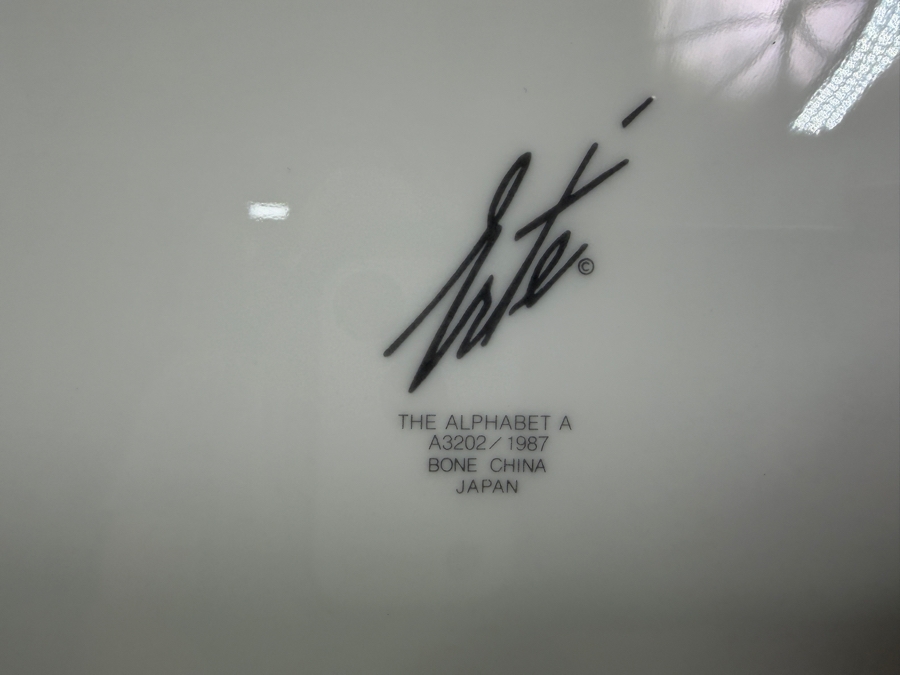 Erté ©
THE ALPHABET A
A3202/1987
BONE CHINA
JAPAN